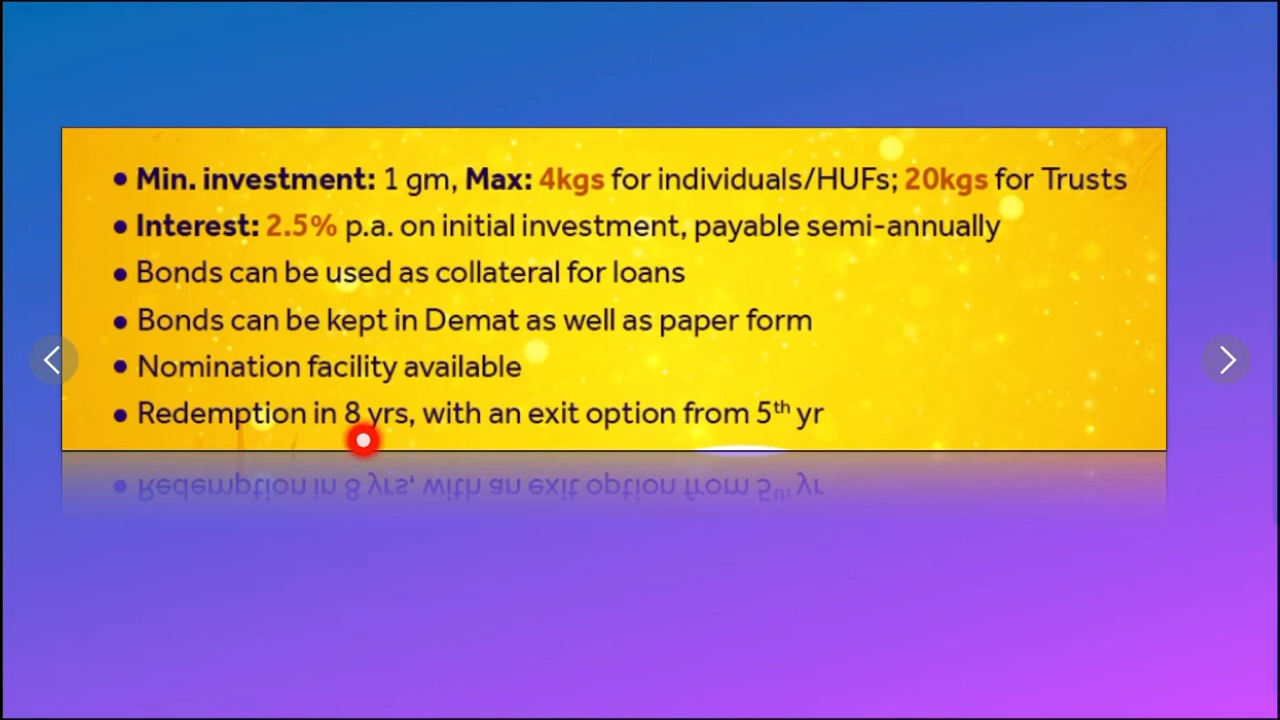 • Min. investment: 1 gm, Max: 4kgs for individuals/HUFs; 20kgs for Trusts
• Interest: 2.5% p.a. on initial investment, payable semi-annually
• Bonds can be used as collateral for loans
• Bonds can be kept in Demat as well as paper form
• Nomination facility available
• Redemption in 8 yrs, with an exit option from 5th yr